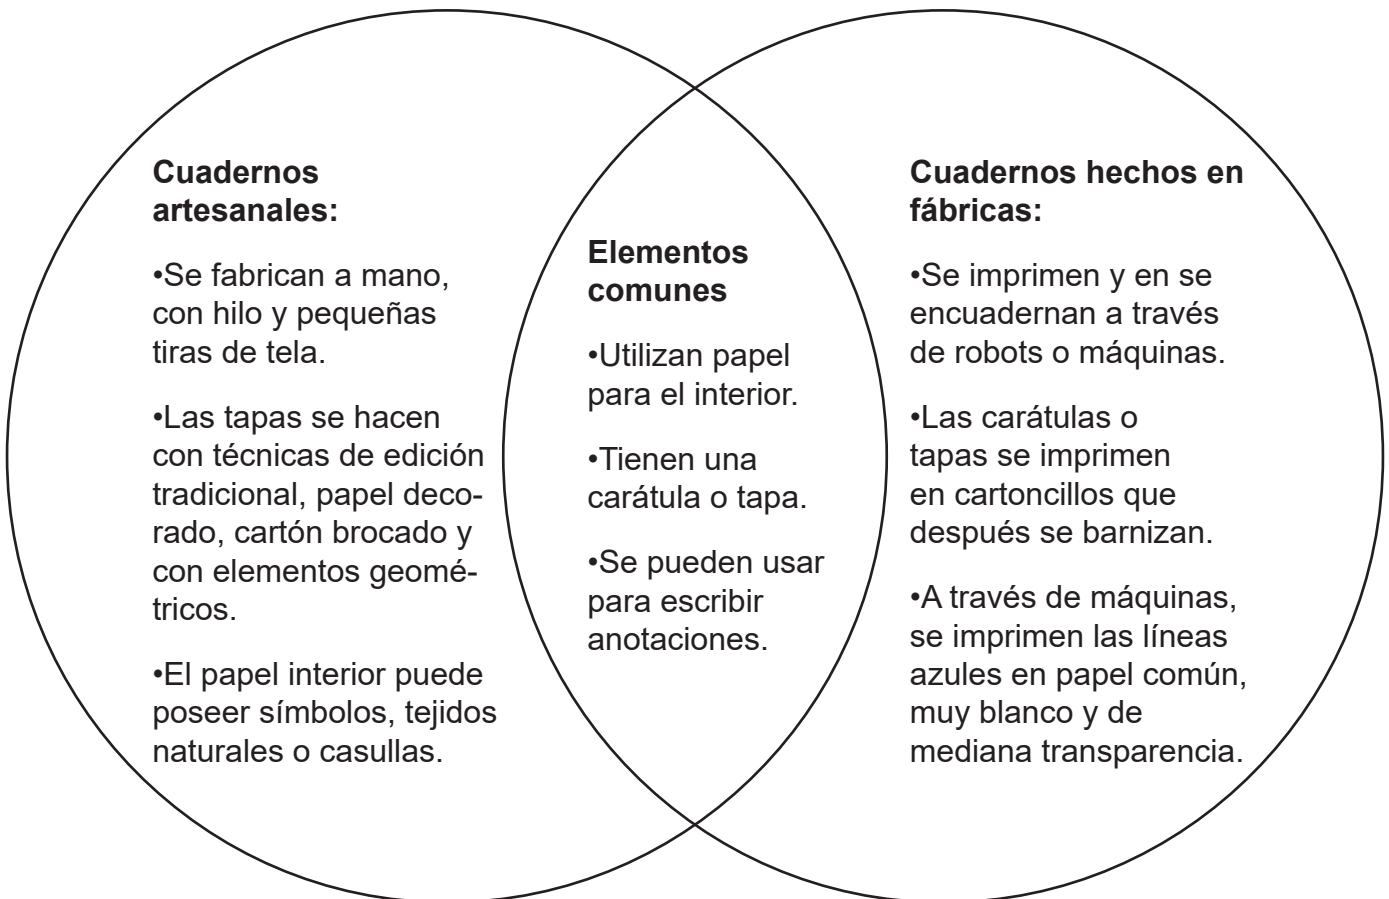 Cuadernos
artesanales:
•Se fabrican a mano,
con hilo y pequeñas
tiras de tela.
•Las tapas se hacen
con técnicas de edición
tradicional, papel deco-
rado, cartón brocado y
con elementos geomé-
tricos.
•El papel interior puede
poseer símbolos, tejidos
naturales o casullas.
Elementos
comunes
•Utilizan papel
para el interior.
•Tienen una
carátula o tapa.
•Se pueden usar
para escribir
anotaciones.
Cuadernos hechos en
fábricas:
•Se imprimen y en se
encuadernan a través
de robots o máquinas.
•Las carátulas o
tapas se imprimen
en cartoncillos que
después se barnizan.
•A través de máquinas,
se imprimen las líneas
azules en papel común,
muy blanco y de
mediana transparencia.